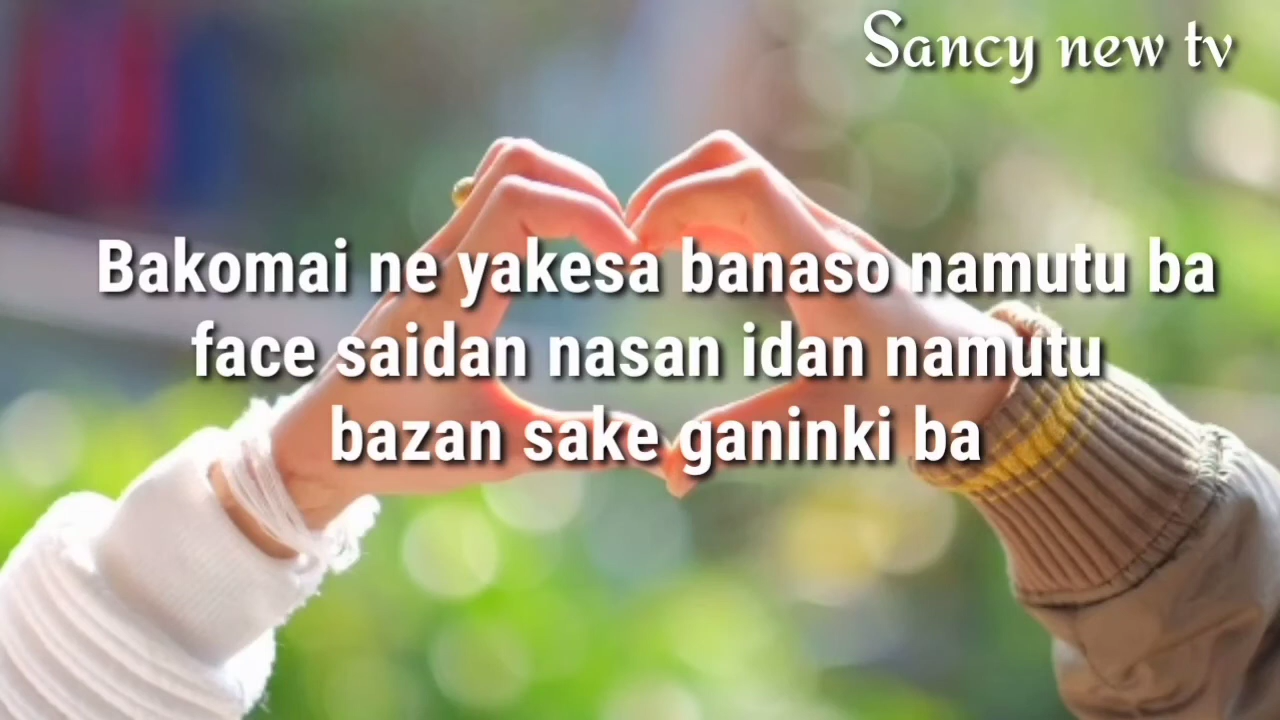 Sancy new tv
Bakomai ne yakesa banaso namutu ba
face saidan nasan idan namutu
bazan sake ganinki ba